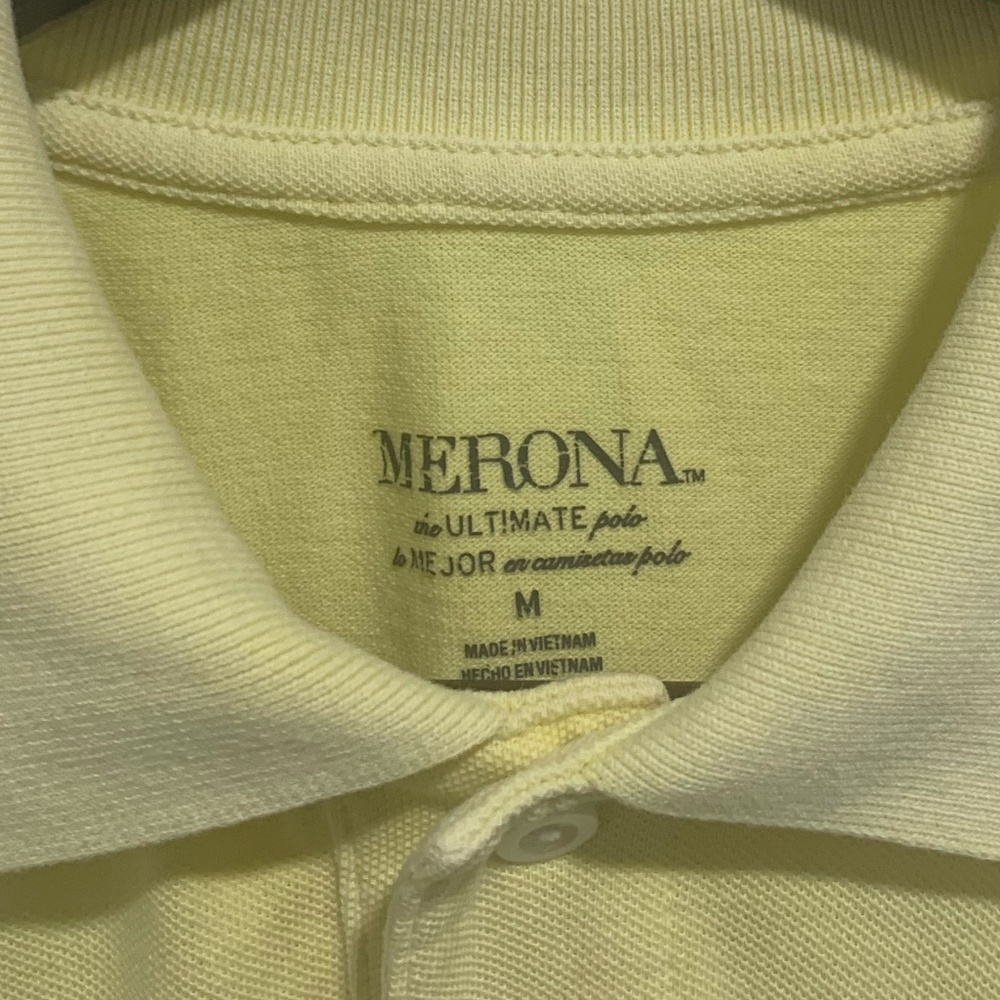 MERONA™
the ULTIMATE polo
lo MEJOR en camisetas polo
M
MADE IN VIETNAM
HECHO EN VIETNAM